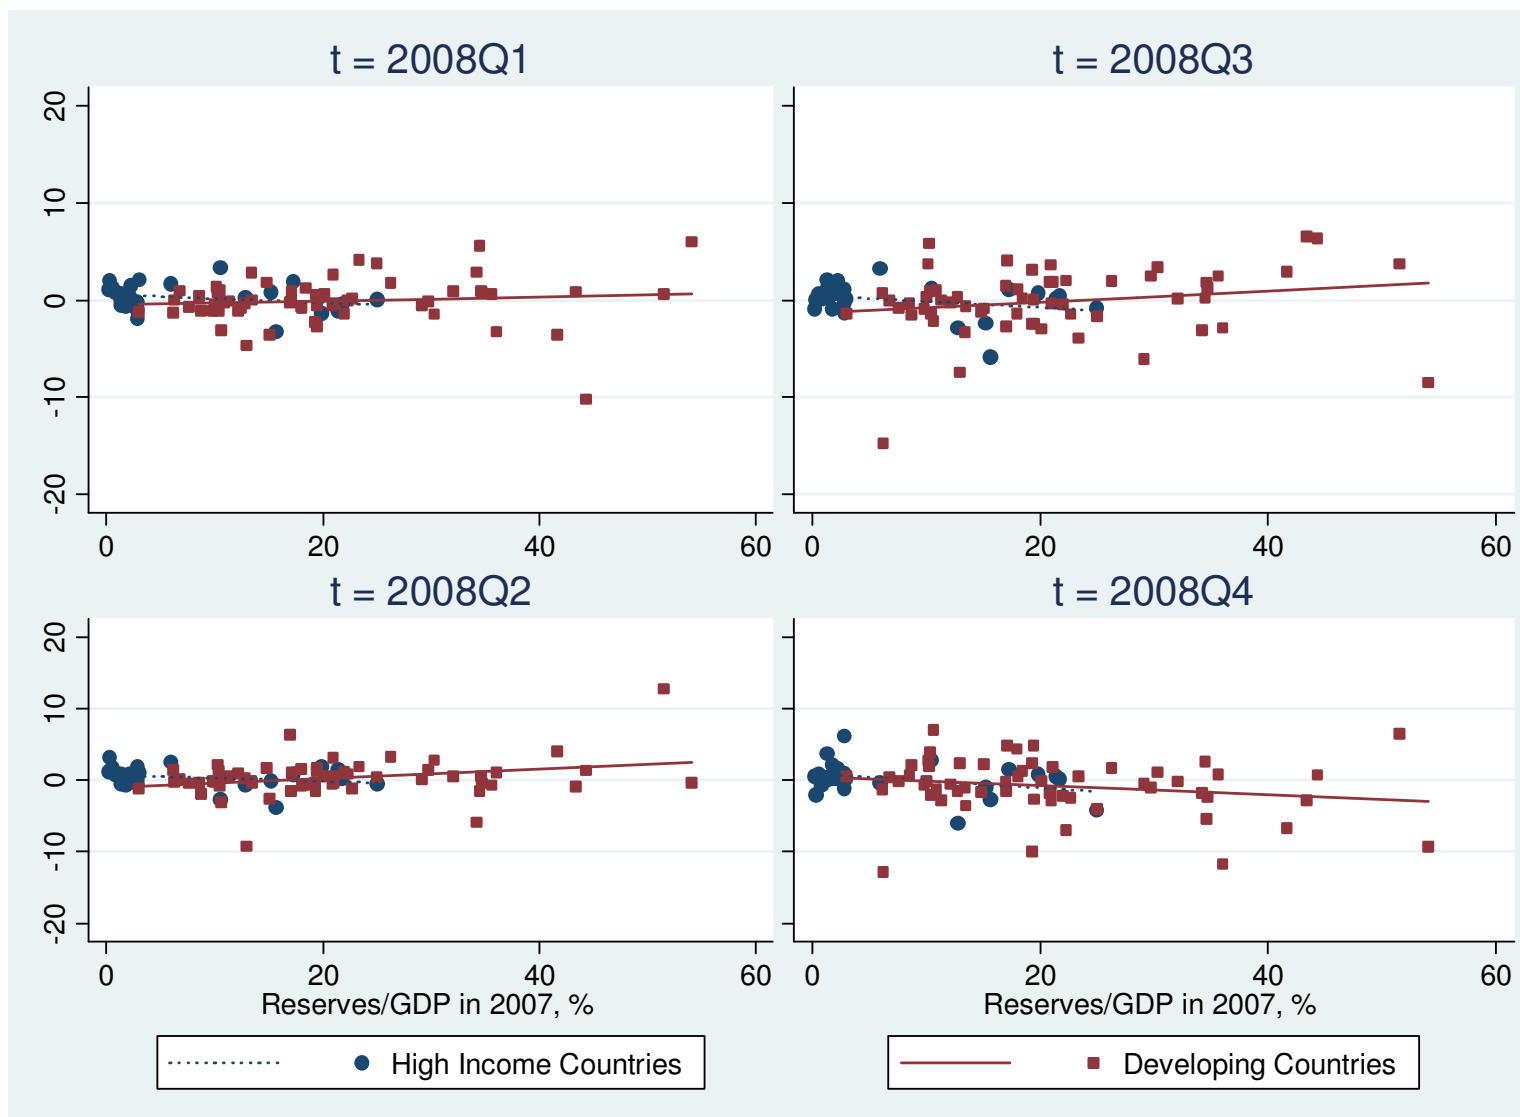 t = 2008Q1
20
10
0
-10
-20
0 20 40 60
t = 2008Q3
0 20 40 60
t = 2008Q2
20
10
0
-10
-20
0 20 40 60
Reserves/GDP in 2007, %
t = 2008Q4
0 20 40 60
Reserves/GDP in 2007, %
High Income Countries
Developing Countries